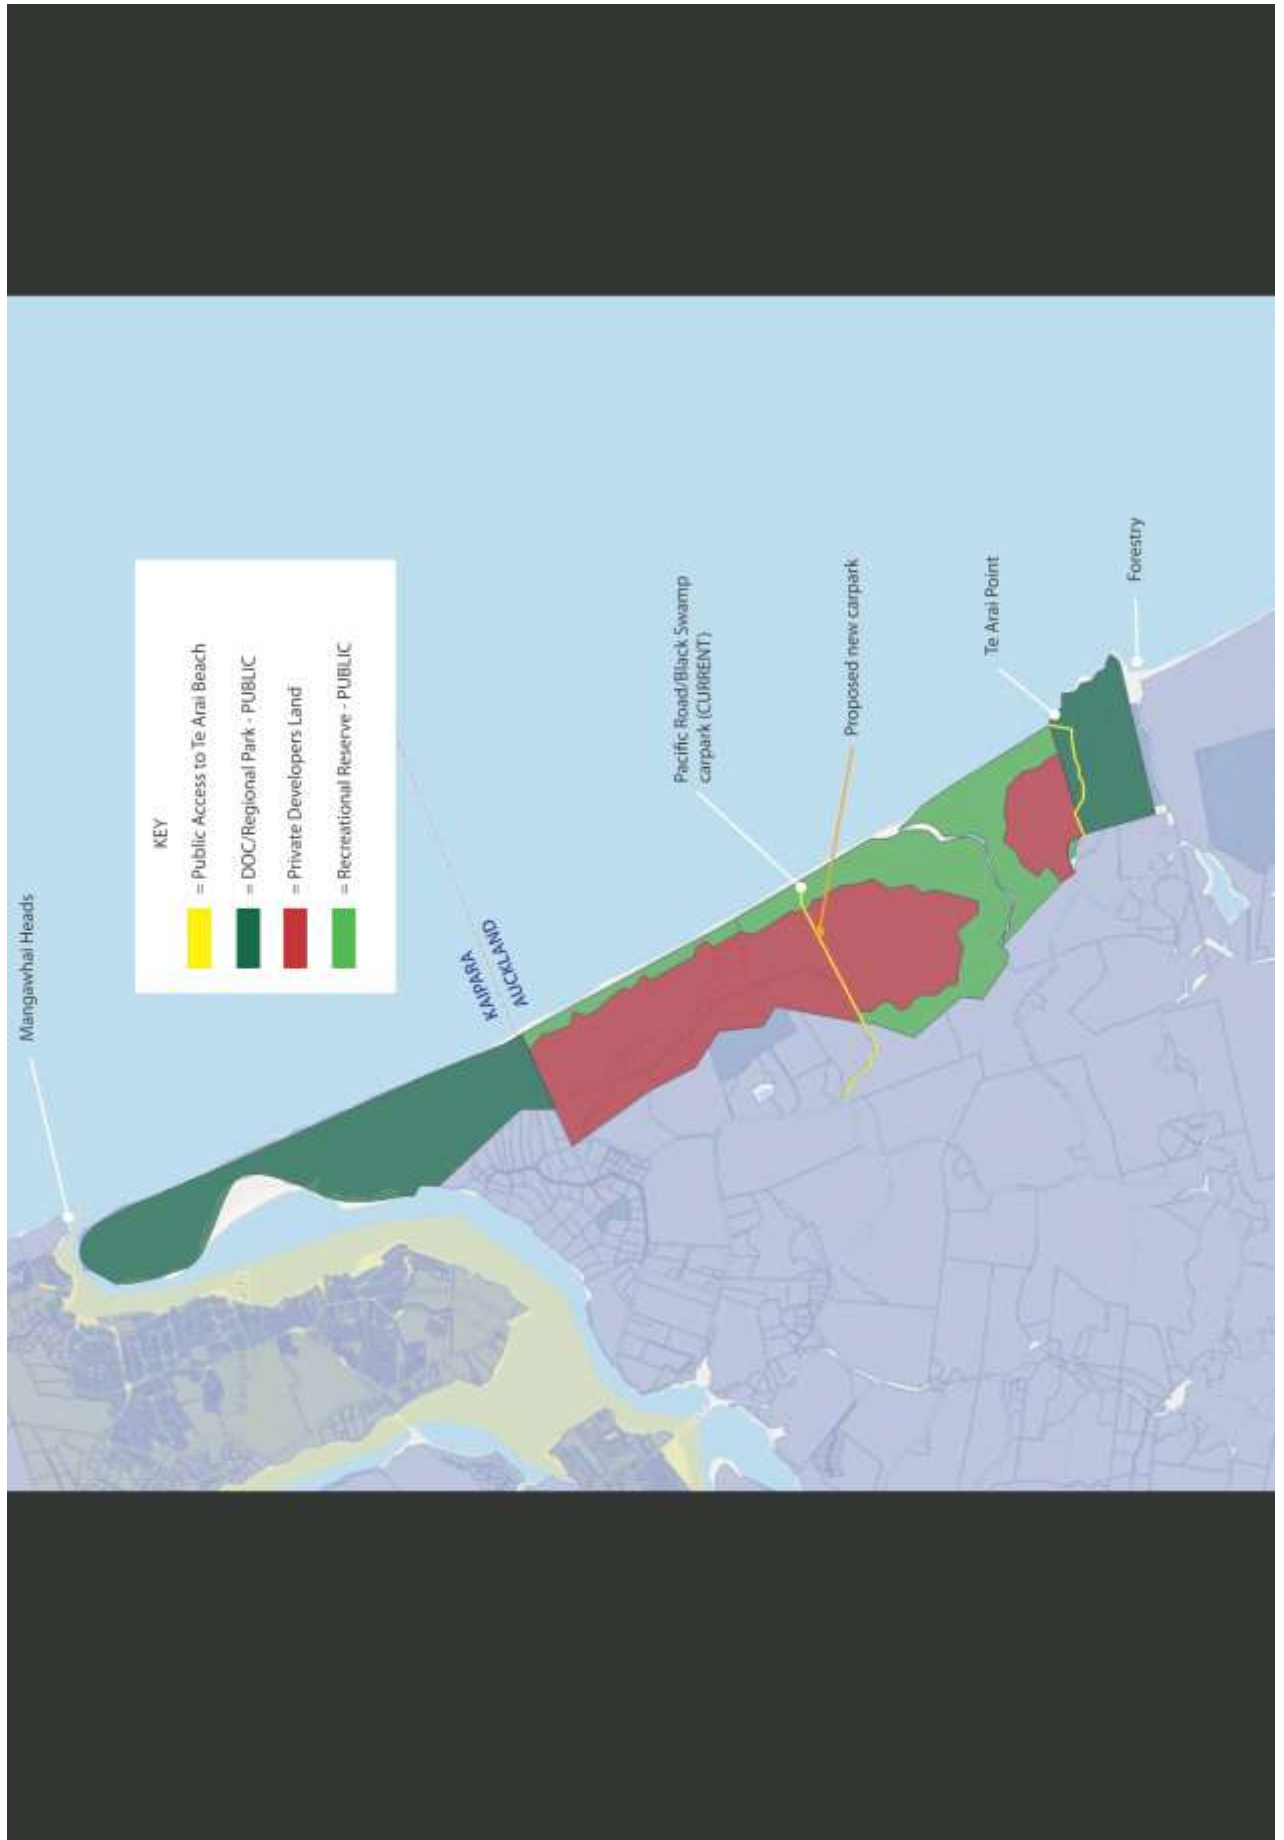 Mangawhai Heads
KEY
= Public Access to Te Arai Beach
= DOC/Regional Park - PUBLIC
= Private Developers Land
= Recreational Reserve - PUBLIC
KAIPARA
AUCKLAND
Pacific Road/Black Swamp
carpark (CURRENT)
Proposed new carpark
Te Arai Point
Forestry